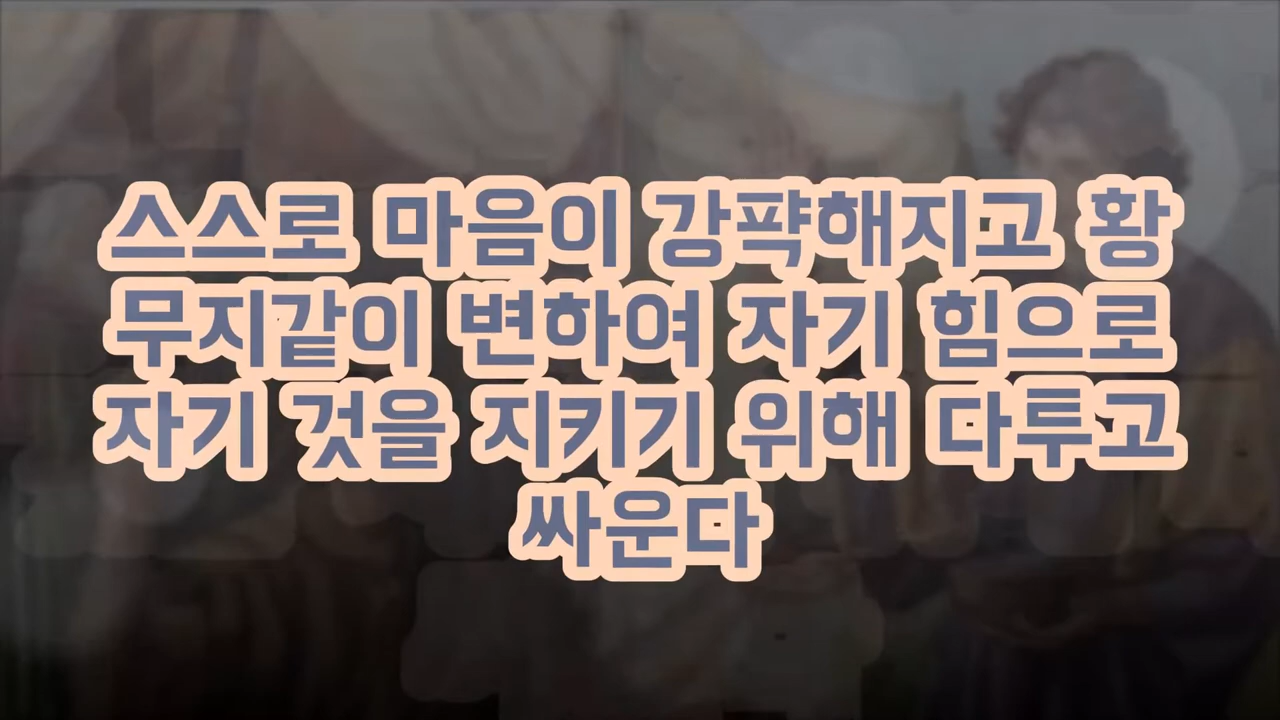 스스로 마음이 강퍅해지고 황
무지같이 변하여 자기 힘으로
자기 것을 지키기 위해 다투고
싸운다